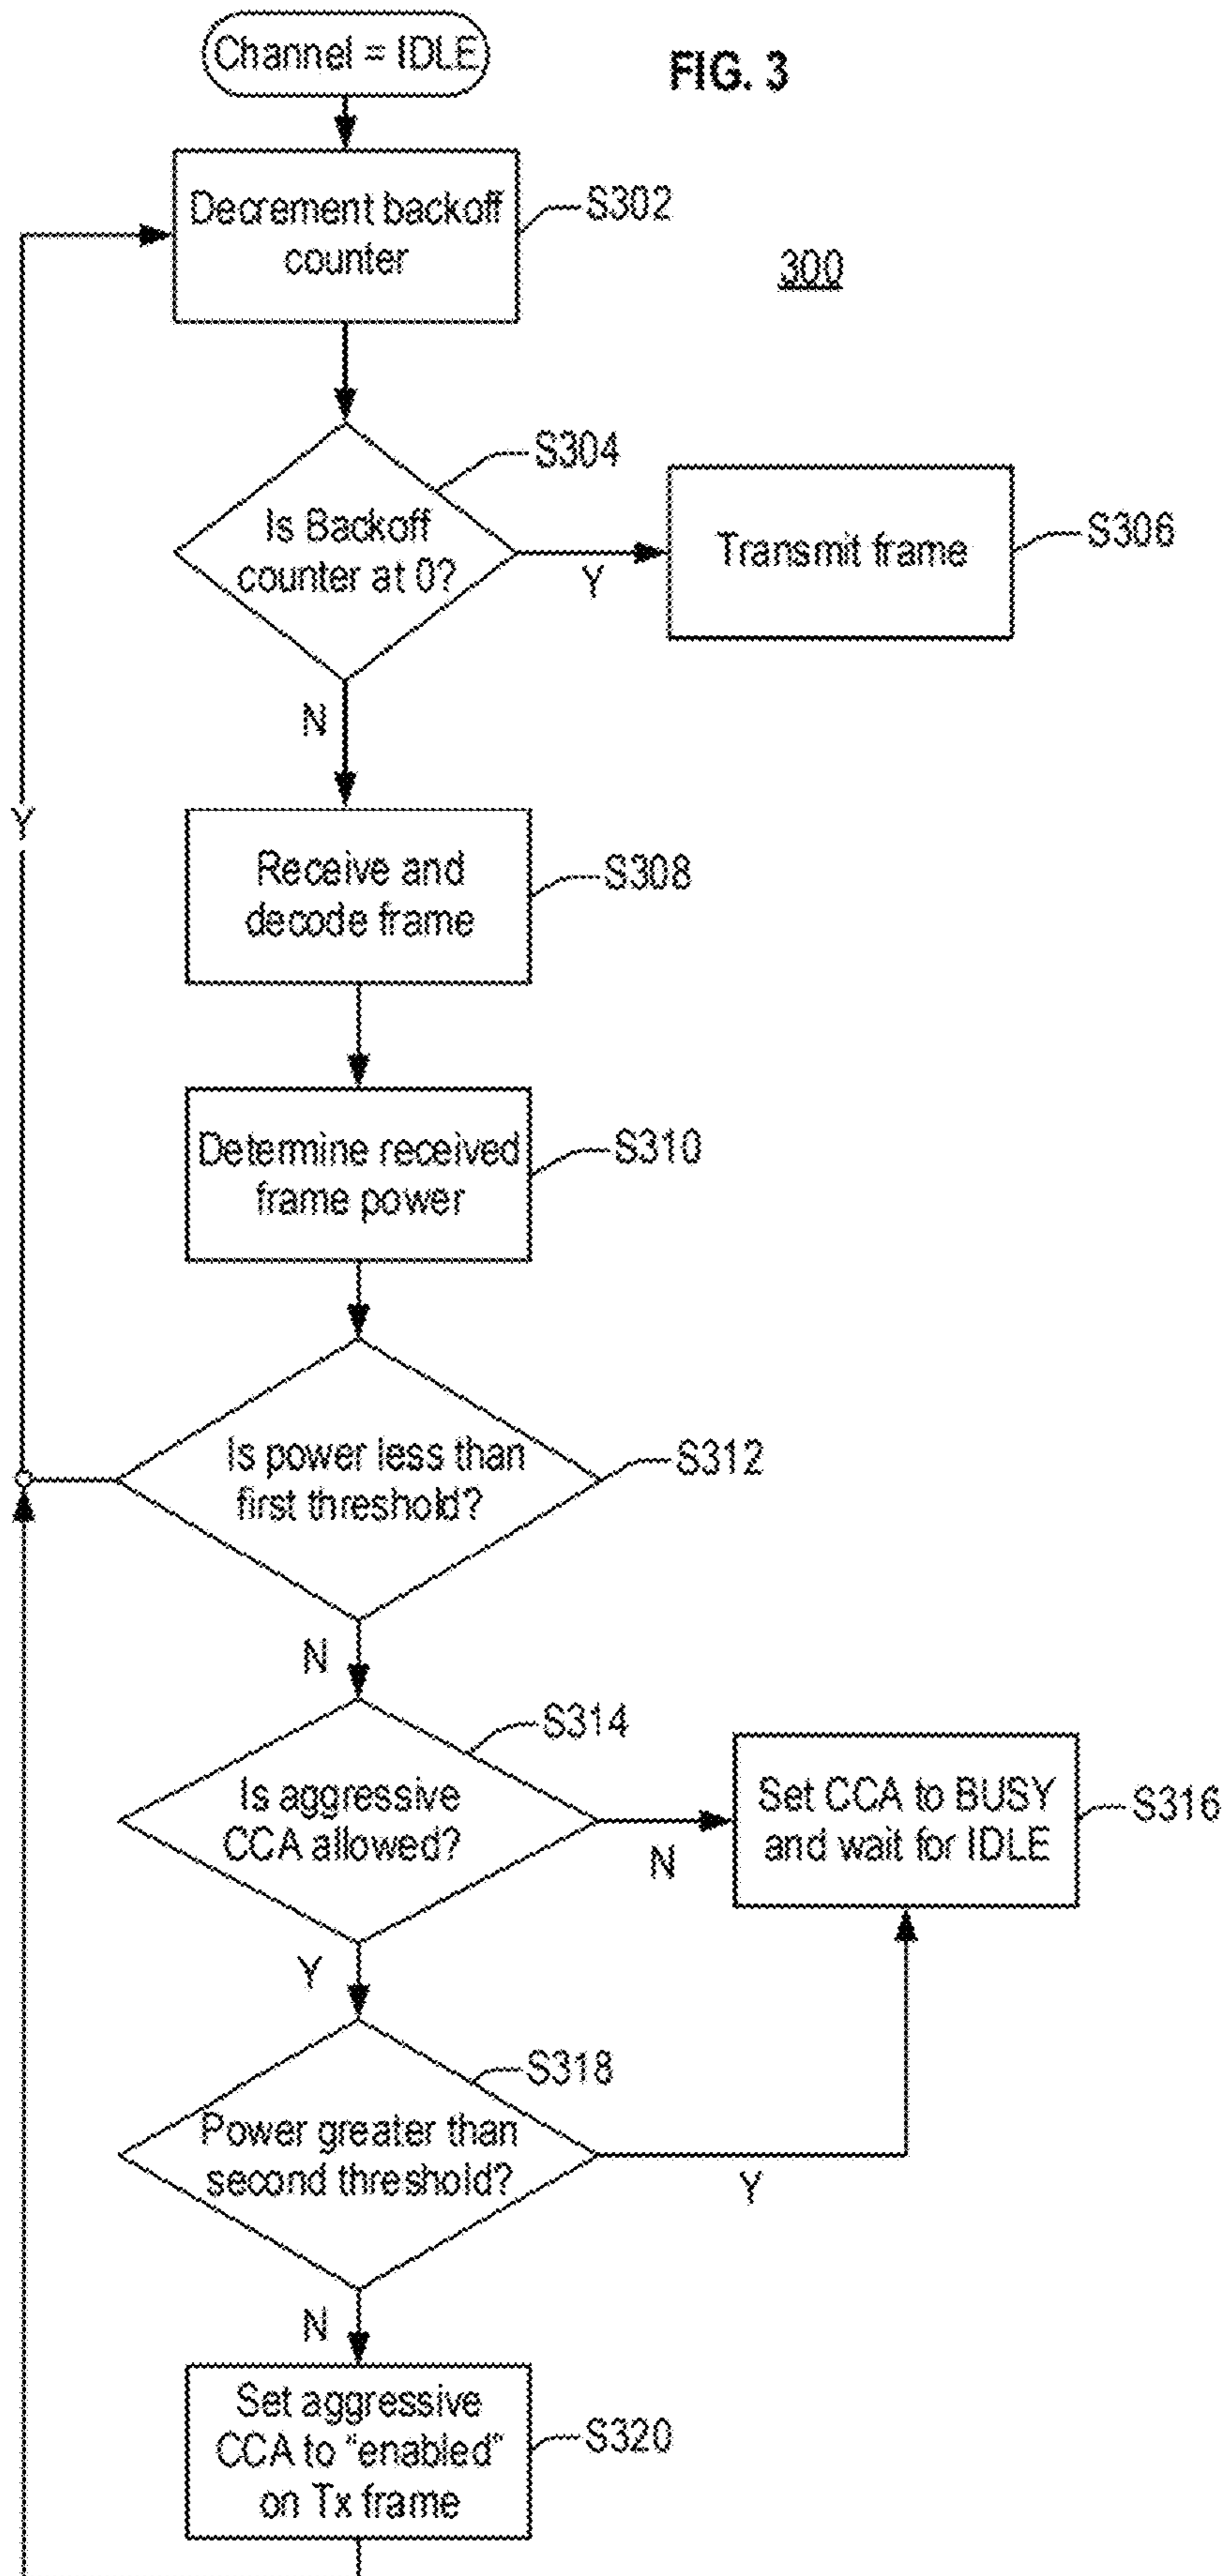 Channel = IDLE
FIG. 3
Decrement backoff
counter
S302
300
S304
Is Backoff
counter at 0?
Y
Transmit frame
S306
N
Y
Receive and
decode frame
S308
Determine received
frame power
S310
Is power less than
first threshold?
S312
N
S314
Is aggressive
CCA allowed?
N
Set CCA to BUSY
and wait for IDLE
S316
Y
S318
Power greater than
second threshold?
Y
N
Set aggressive
CCA to "enabled"
on Tx frame
S320